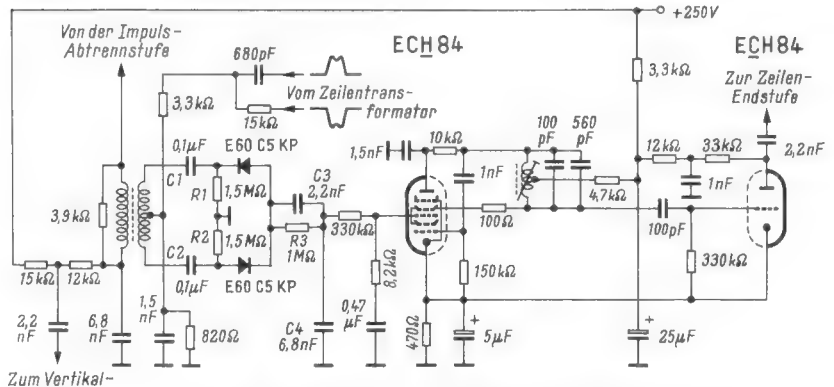 +250V
Von der Impuls-
Abtrennstufe
680pF
ECH84
ECH84
Vom Zeilentrans-
formator
3,3kΩ
15kΩ
3,3kΩ
Zur Zeilen-
Endstufe
0,1µF
E60 C5 KP
C1
R1
1,5MΩ
C3
2,2nF
1,5nF
10kΩ
1nF
100
pF
560
pF
12kΩ
33kΩ
2,2nF
1nF
3,9kΩ
R2
1,5MΩ
R3
1MΩ
330kΩ
100Ω
4,7kΩ
100pF
C2
0,1µF
E60 C5 KP
15kΩ
12kΩ
8,2kΩ
150kΩ
330kΩ
2,2
nF
6,8
nF
1,5
nF
820Ω
C4
6,8nF
0,47
µF
470Ω
+
5µF
+
25µF
Zum Vertikal-